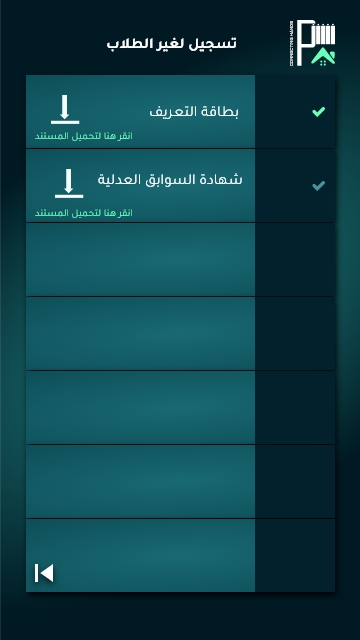 تسجيل لغير الطلاب
CONNECTING HANDS
بطاقة التعريف
انقر هنا لتحميل المستند
شهادة السوابق العدلية
انقر هنا لتحميل المستند